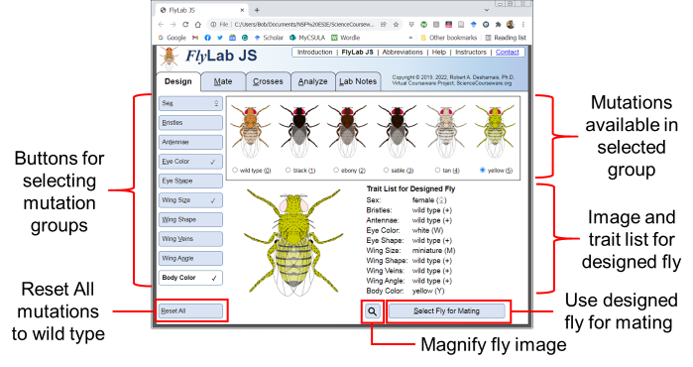 FlyLab JS
File | C:/Users/Bob/Documents/NSF%20ESIE/ScienceCoursew...
Google
Scholar
MyCSULA
Wordle
Other bookmarks
Reading list
FlyLab JS
Introduction | FlyLab JS | Abbreviations | Help | Instructors | Contact
Design
Mate
Crosses
Analyze
Lab Notes
Copyright © 2019, 2022, Robert A. Desharnais, Ph.D.
Virtual Courseware Project, ScienceCourseware.org
Sex ♀
Bristles
Antennae
Eye Color ✓
Eye Shape
Wing Size ✓
Wing Shape
Wing Veins
Wing Angle
Body Color ✓
Reset All
wild type (0)
black (1)
ebony (2)
sable (3)
tan (4)
yellow (5)
Trait List for Designed Fly
Sex: female (♀)
Bristles: wild type (+)
Antennae: wild type (+)
Eye Color: white (W)
Eye Shape: wild type (+)
Wing Size: miniature (M)
Wing Shape: wild type (+)
Wing Veins: wild type (+)
Wing Angle: wild type (+)
Body Color: yellow (Y)
Select Fly for Mating
Buttons for
selecting
mutation
groups
Reset All
mutations
to wild type
Mutations
available in
selected
group
Image and
trait list for
designed fly
Use designed
fly for mating
Magnify fly image